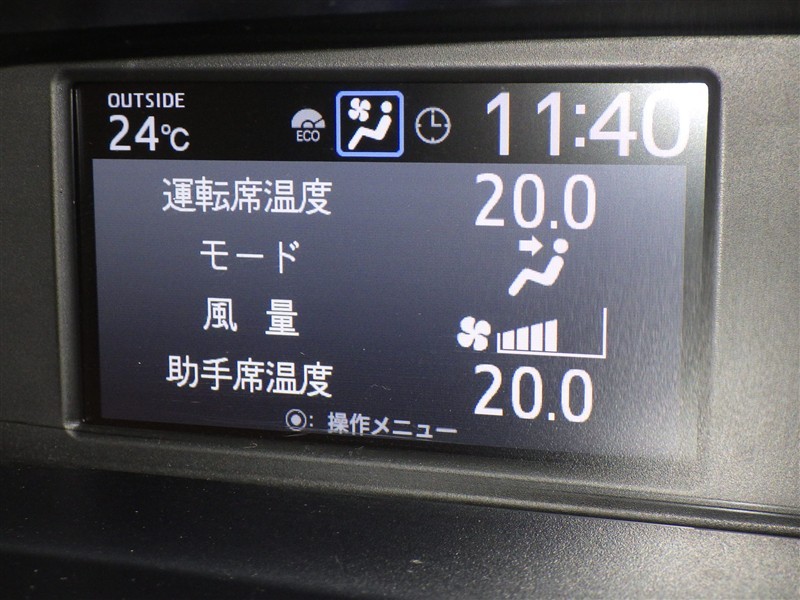 OUTSIDE
24℃
ECO
11:40
運転席温度 20.0
モード
風 量
助手席温度 20.0
◉: 操作メニュー